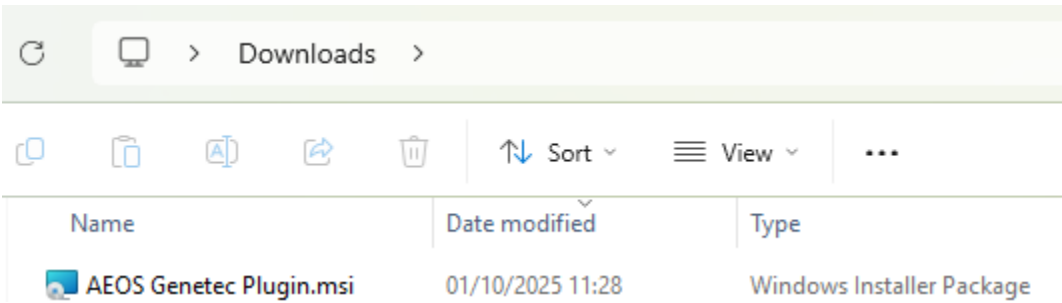 Downloads
Sort View
Name Date modified Type
AEOS Genetec Plugin.msi 01/10/2025 11:28 Windows Installer Package